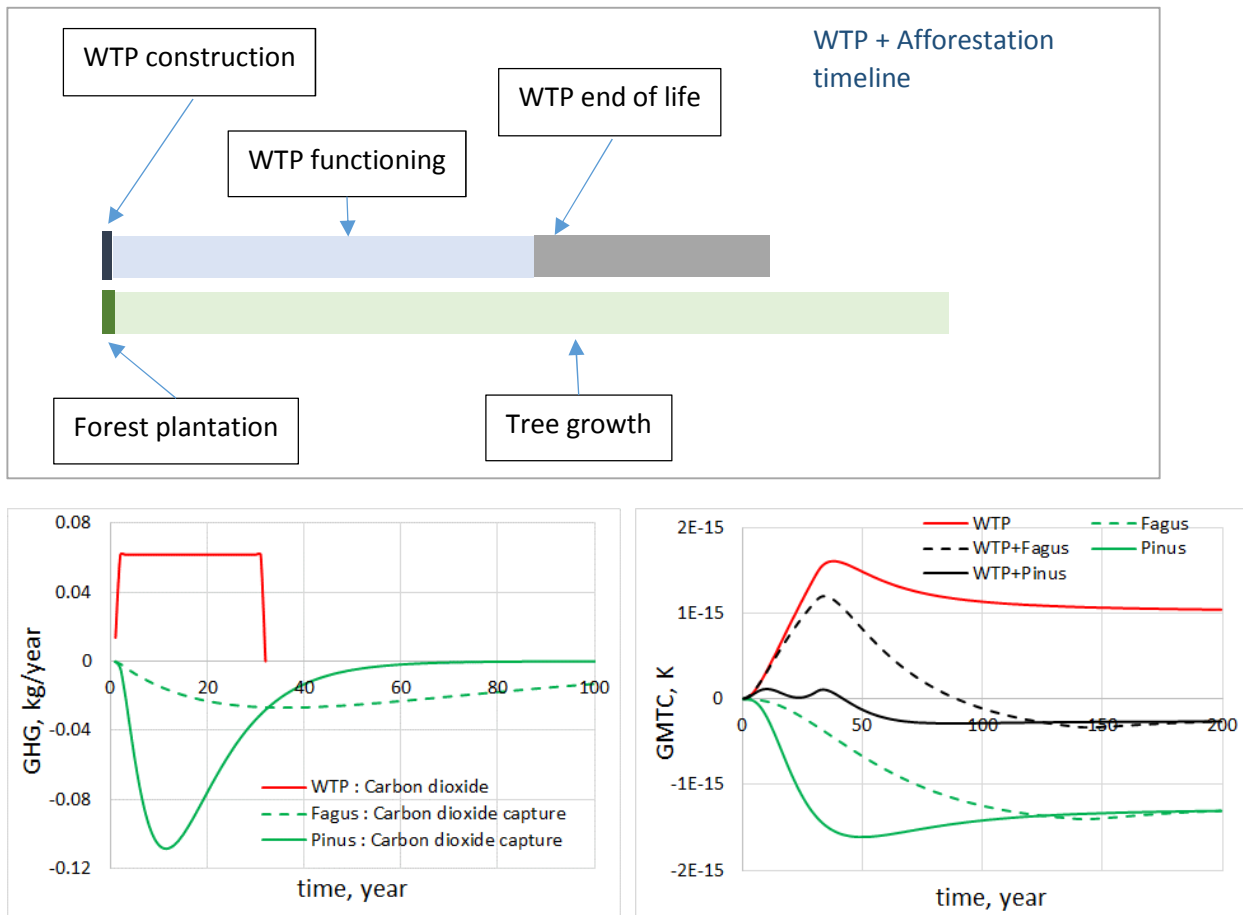 WTP construction
WTP + Afforestation
timeline
WTP end of life
WTP functioning
Forest plantation
Tree growth
0.08
0.04
0
-0.04
-0.08
-0.12
GHG, kg/year
0
20
40
60
80
100
WTP : Carbon dioxide
Fagus : Carbon dioxide capture
Pinus : Carbon dioxide capture
time, year
2E-15
1E-15
0
-1E-15
-2E-15
GMTC, K
WTP
Fagus
WTP+Fagus
Pinus
WTP+Pinus
0
50
100
150
200
time, year